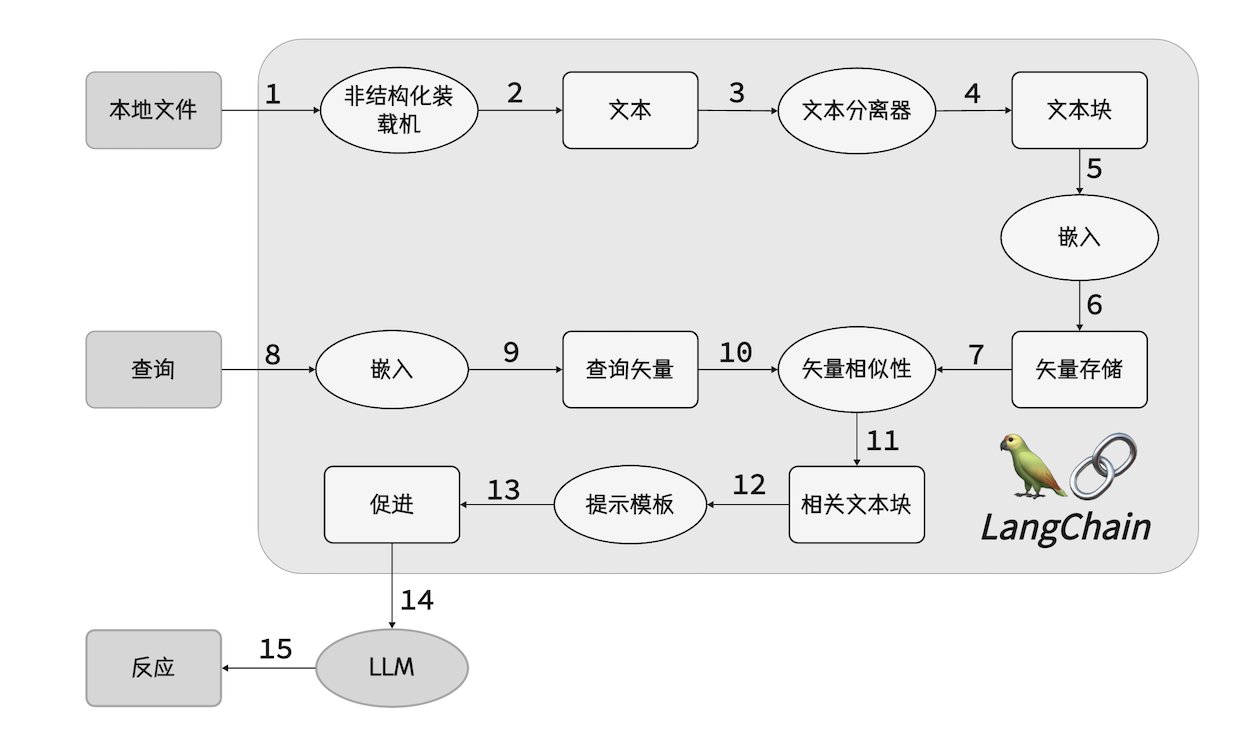 本地文件
1
非结构化装
载机
2
文本
3
文本分离器
4
文本块
5
嵌入
6
查询
8
嵌入
9
查询矢量
10
矢量相似性
7
矢量存储
11
促进
13
提示模板
12
相关文本块
LangChain
14
反应
15
LLM